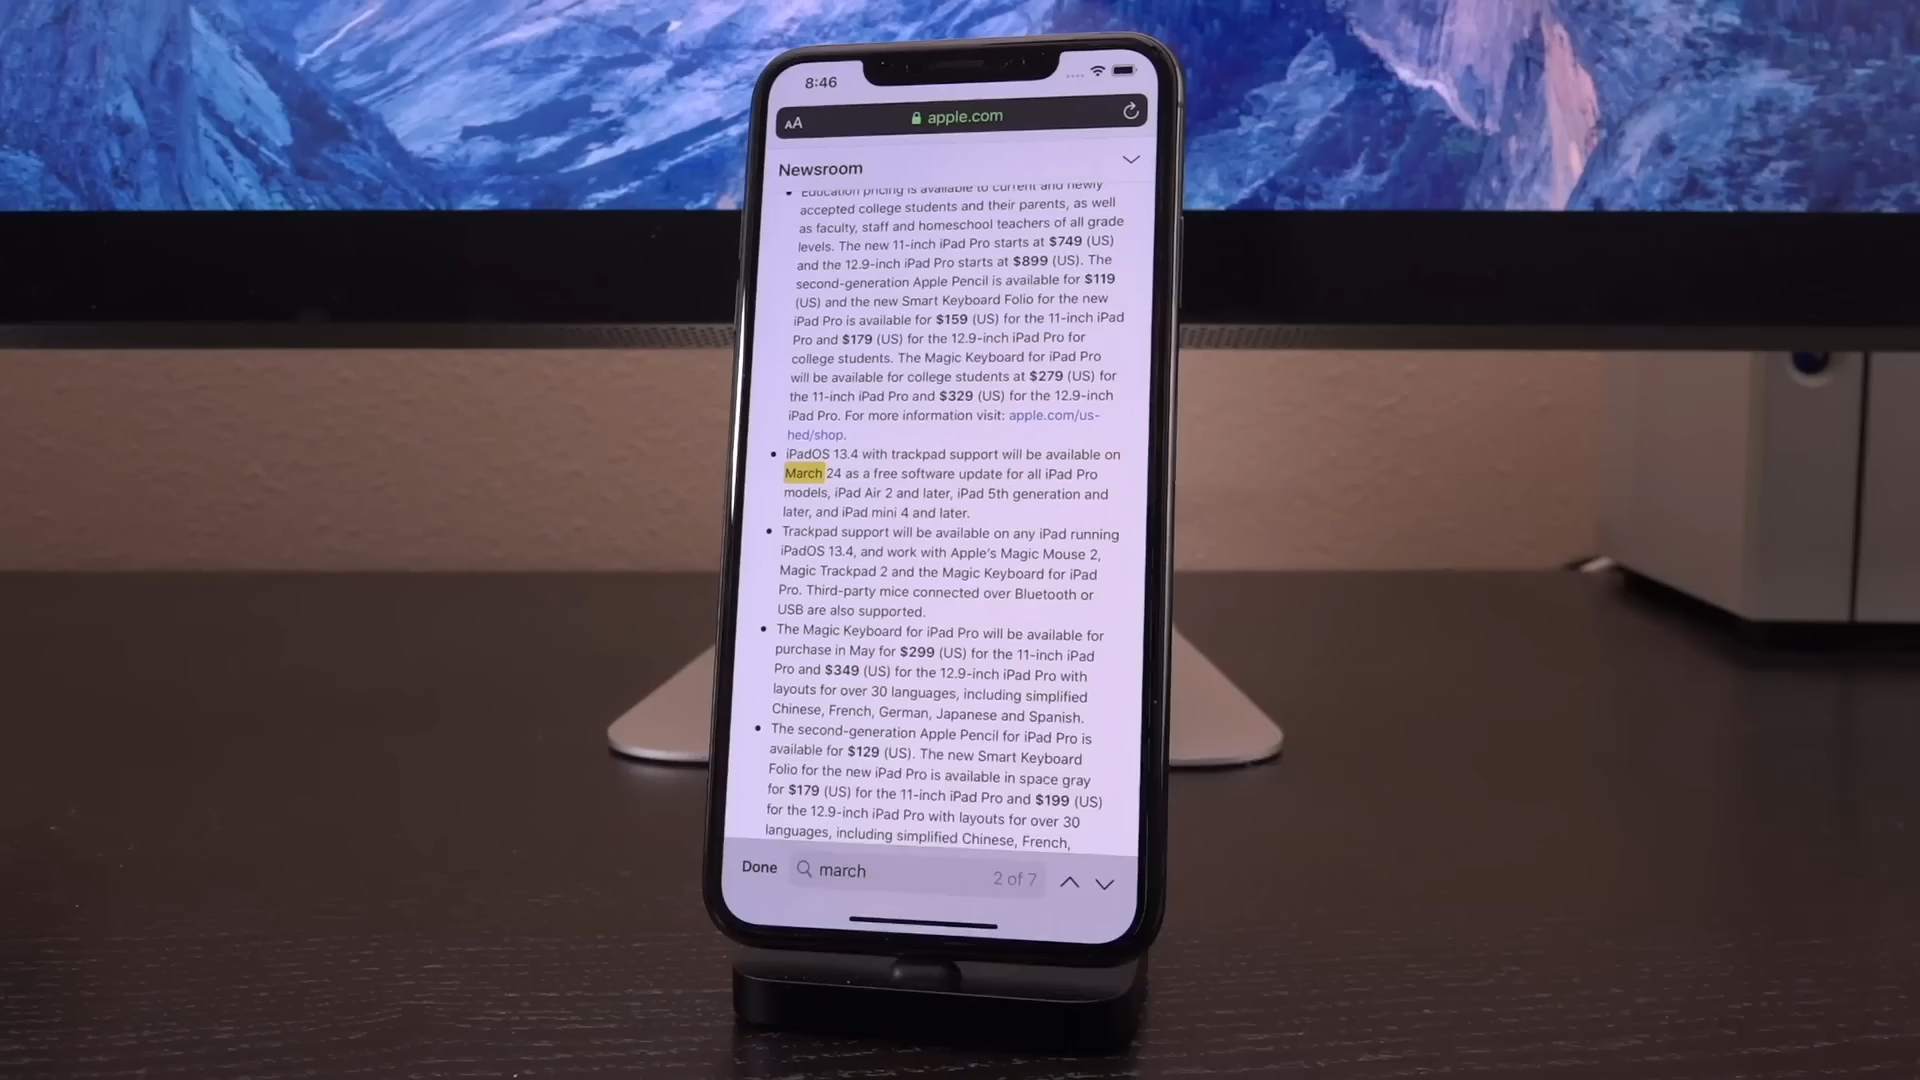 8:46
AA
apple.com
Newsroom
• Education pricing is available to current and newly
accepted college students and their parents, as well
as faculty, staff and homeschool teachers of all grade
levels. The new 11-inch iPad Pro starts at $749 (US)
and the 12.9-inch iPad Pro starts at $899 (US). The
second-generation Apple Pencil is available for $119
(US) and the new Smart Keyboard Folio for the new
iPad Pro is available for $159 (US) for the 11-inch iPad
Pro and $179 (US) for the 12.9-inch iPad Pro for
college students. The Magic Keyboard for iPad Pro
will be available for college students at $279 (US) for
the 11-inch iPad Pro and $329 (US) for the 12.9-inch
iPad Pro. For more information visit: apple.com/us-
hed/shop.
• iPadOS 13.4 with trackpad support will be available on
March 24 as a free software update for all iPad Pro
models, iPad Air 2 and later, iPad 5th generation and
later, and iPad mini 4 and later.
• Trackpad support will be available on any iPad running
iPadOS 13.4, and work with Apple's Magic Mouse 2,
Magic Trackpad 2 and the Magic Keyboard for iPad
Pro. Third-party mice connected over Bluetooth or
USB are also supported.
• The Magic Keyboard for iPad Pro will be available for
purchase in May for $299 (US) for the 11-inch iPad
Pro and $349 (US) for the 12.9-inch iPad Pro with
layouts for over 30 languages, including simplified
Chinese, French, German, Japanese and Spanish.
• The second-generation Apple Pencil for iPad Pro is
available for $129 (US). The new Smart Keyboard
Folio for the new iPad Pro is available in space gray
for $179 (US) for the 11-inch iPad Pro and $199 (US)
for the 12.9-inch iPad Pro with layouts for over 30
languages, including simplified Chinese, French,
Done march 2 of 7